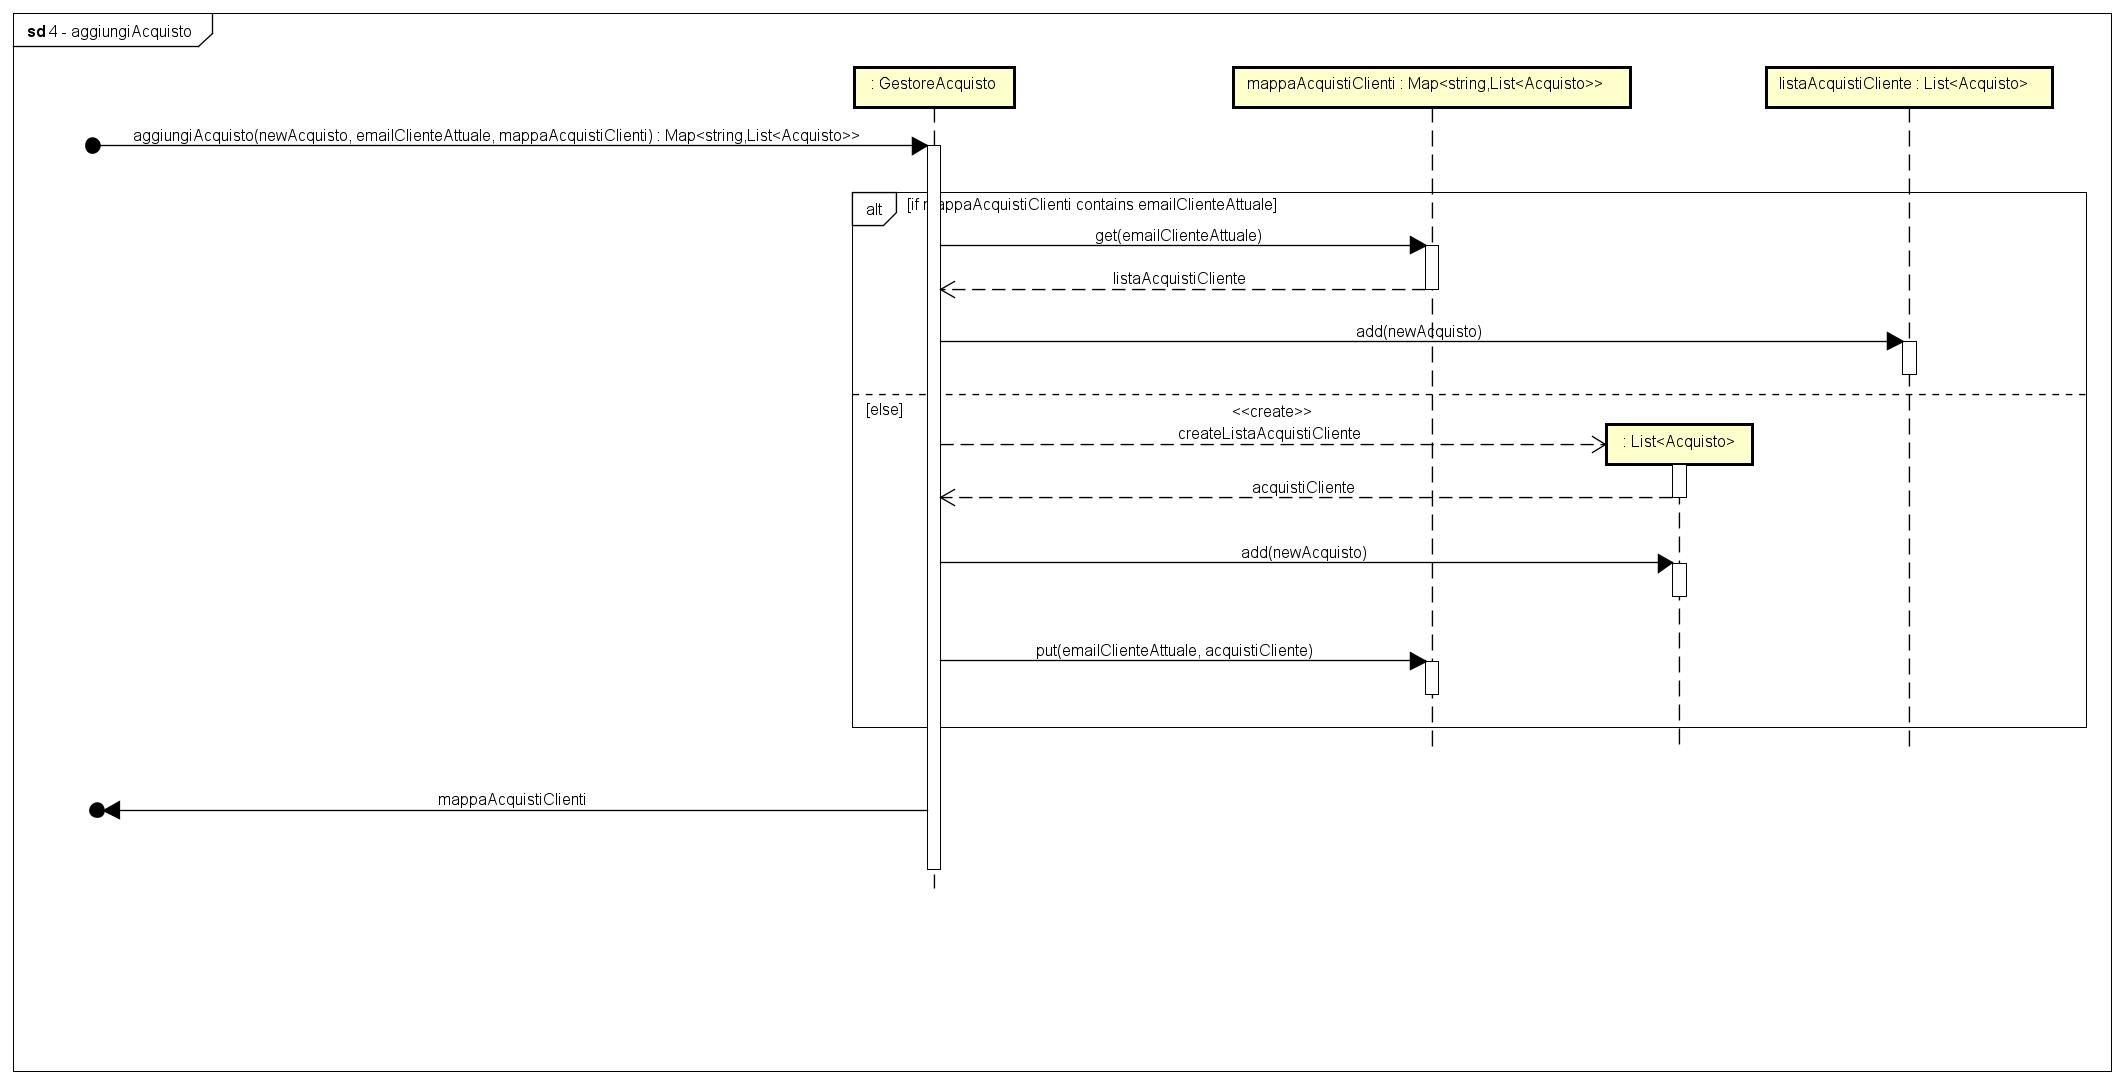 sd 4 - aggiungiAcquisto
: GestoreAcquisto
mappaAcquistiClienti : Map<string,List<Acquisto>>
listaAcquistiCliente : List<Acquisto>
aggiungiAcquisto(newAcquisto, emailClienteAttuale, mappaAcquistiClienti) : Map<string,List<Acquisto>>
alt
[if mappaAcquistiClienti contains emailClienteAttuale]
get(emailClienteAttuale)
listaAcquistiCliente
add(newAcquisto)
[else]
<<create>>
createListaAcquistiCliente
: List<Acquisto>
acquistiCliente
add(newAcquisto)
put(emailClienteAttuale, acquistiCliente)
mappaAcquistiClienti